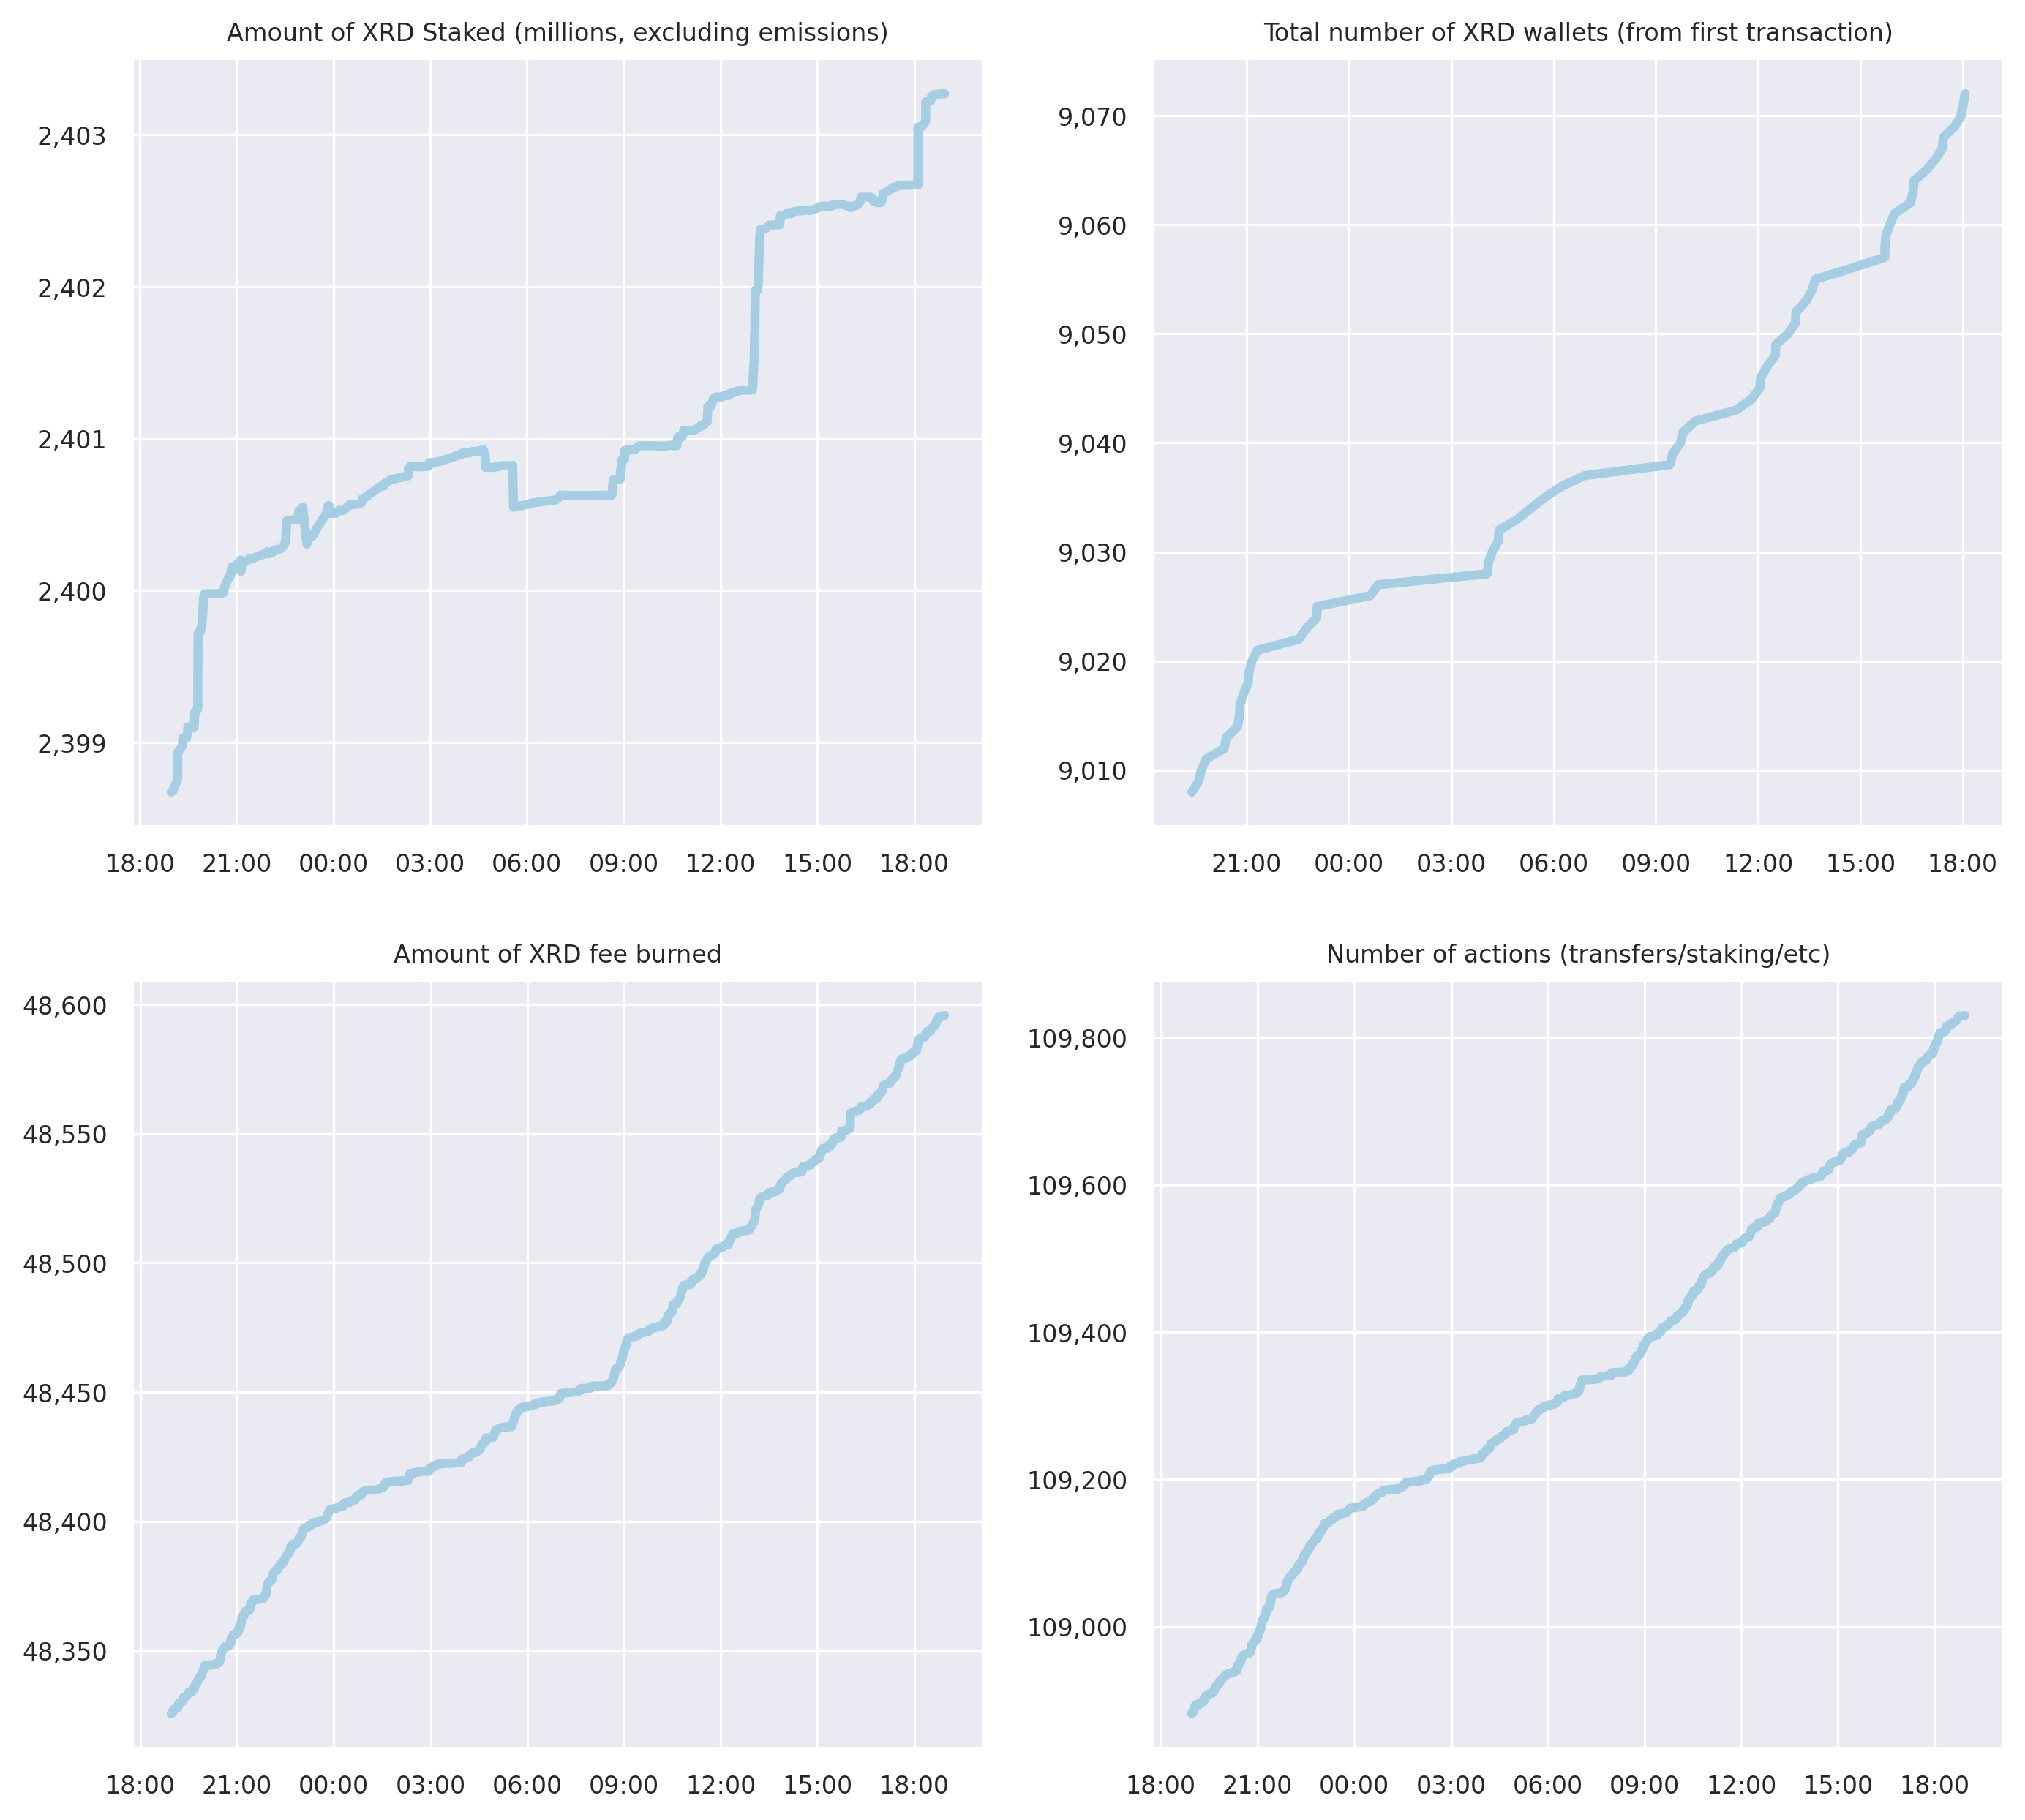 Amount of XRD Staked (millions, excluding emissions)
2,403
2,402
2,401
2,400
2,399
18:00 21:00 00:00 03:00 06:00 09:00 12:00 15:00 18:00
Total number of XRD wallets (from first transaction)
9,070
9,060
9,050
9,040
9,030
9,020
9,010
21:00 00:00 03:00 06:00 09:00 12:00 15:00 18:00
Amount of XRD fee burned
48,600
48,550
48,500
48,450
48,400
48,350
18:00 21:00 00:00 03:00 06:00 09:00 12:00 15:00 18:00
Number of actions (transfers/staking/etc)
109,800
109,600
109,400
109,200
109,000
18:00 21:00 00:00 03:00 06:00 09:00 12:00 15:00 18:00